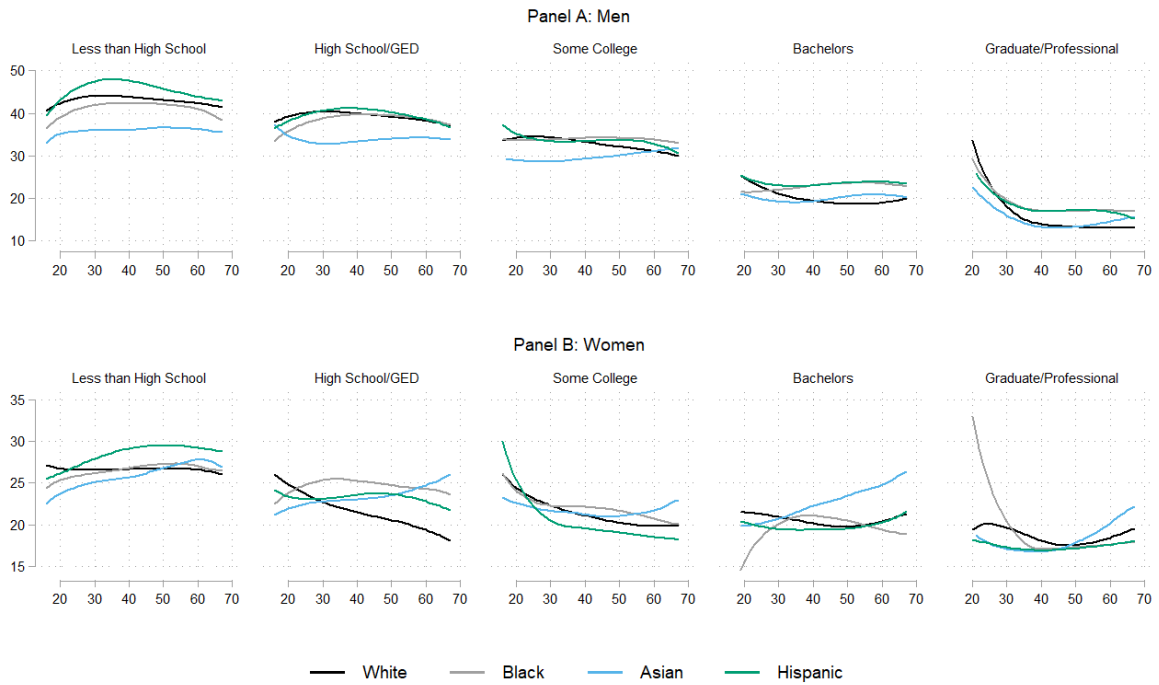 Panel A: Men
Less than High School High School/GED Some College Bachelors Graduate/Professional
50
40
30
20
10
20 30 40 50 60 70 20 30 40 50 60 70 20 30 40 50 60 70 20 30 40 50 60 70 20 30 40 50 60 70
Panel B: Women
Less than High School High School/GED Some College Bachelors Graduate/Professional
35
30
25
20
15
20 30 40 50 60 70 20 30 40 50 60 70 20 30 40 50 60 70 20 30 40 50 60 70 20 30 40 50 60 70
White Black Asian Hispanic